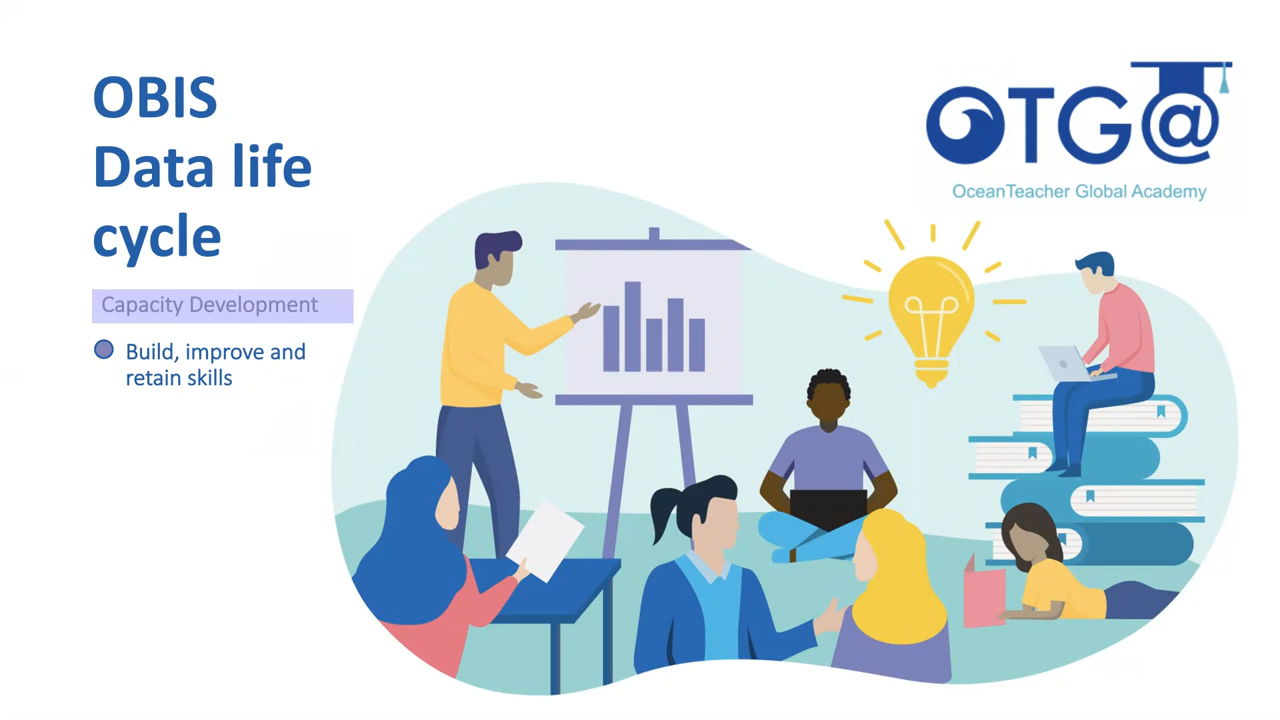 OBIS
Data life
cycle
Capacity Development
Build, improve and
retain skills
OTG@
OceanTeacher Global Academy